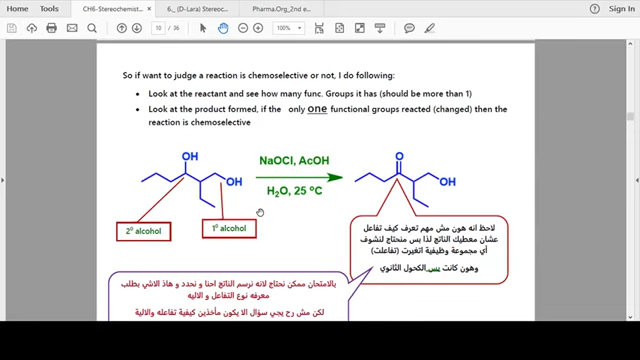 CH6-Stereochemist...
6._ (D-Lara) Stereoc...
Pharma.Org_2nd e...
Sign In
10 / 36
100%
So if want to judge a reaction is chemoselective or not, I do following:
• Look at the reactant and see how many func. Groups it has (should be more than 1)
• Look at the product formed, if the only one functional groups reacted (changed) then the
reaction is chemoselective
OH
OH
NaOCl, AcOH
H2O, 25 °C
O
OH
2⁰ alcohol
1⁰ alcohol
لاحظ انه هون مش مهم تعرف كيف تفاعل
عشان معطيك الناتج لذا بس منحتاج لنشوف
أي مجموعة وظيفية اتغيرت (تفاعلت)
وهون كانت بس الكحول الثانوي
بالامتحان ممكن نحتاج لانه نرسم الناتج احنا و نحدد و هاذ الاشي بطلب
معرفه نوع التفاعل و الاليه
لكن مش رح يجي سؤال الا يكون مأخذين كيفية تفاعله والالية